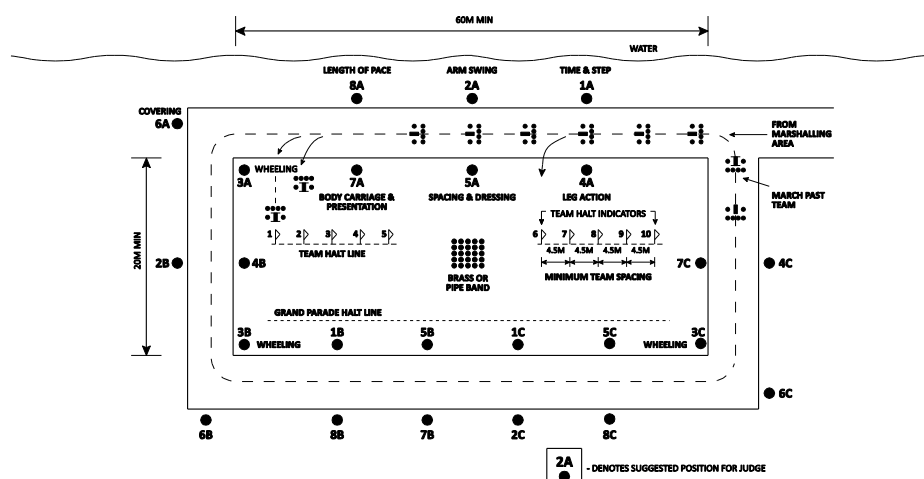 60M MIN
WATER
LENGTH OF PACE
8A
ARM SWING
2A
TIME & STEP
1A
COVERING
6A
FROM
MARSHALLING
AREA
3A
WHEELING
7A
BODY CARRIAGE &
PRESENTATION
5A
SPACING & DRESSING
4A
LEG ACTION
MARCH PAST
TEAM
TEAM HALT INDICATORS
1 2 3 4 5
6 7 8 9 10
TEAM HALT LINE
4.5M 4.5M 4.5M 4.5M
MINIMUM TEAM SPACING
20M MIN
2B
4B
BRASS OR
PIPE BAND
7C
4C
GRAND PARADE HALT LINE
3B
WHEELING
1B
5B
1C
5C
WHEELING
3C
6C
6B
8B
7B
2C
8C
2A
- DENOTES SUGGESTED POSITION FOR JUDGE